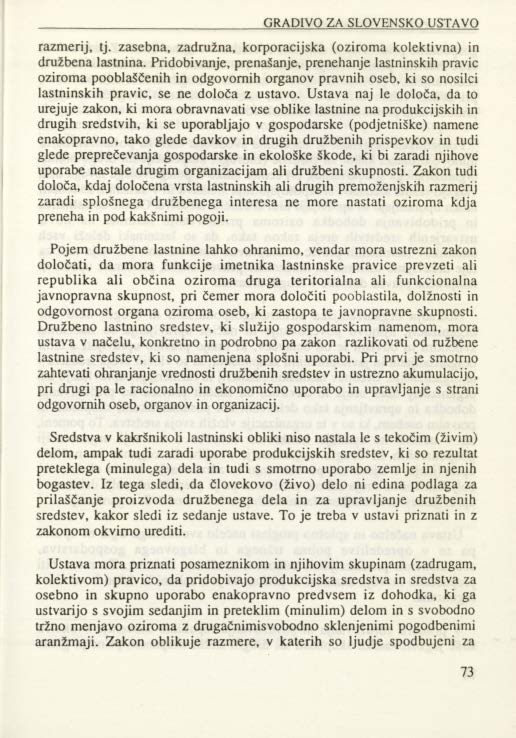 GRADIVO ZA SLOVENSKO USTAVO
razmerij, tj. zasebna, zadružna, korporacijska (oziroma kolektivna) in
družbena lastnina. Pridobivanje, prenašanje, prenehanje lastninskih pravic
oziroma pooblaščenih in odgovornih organov pravnih oseb, ki so nosilci
lastninskih pravic, se ne določa z ustavo. Ustava naj le določa, da to
urejuje zakon, ki mora obravnavati vse oblike lastnine na produkcijskih in
drugih sredstvih, ki se uporabljajo v gospodarske (podjetniške) namene
enakopravno, tako glede davkov in drugih družbenih prispevkov in tudi
glede preprečevanja gospodarske in ekološke škode, ki bi zaradi njihove
uporabe nastale drugim organizacijam ali družbeni skupnosti. Zakon tudi
določa, kdaj določena vrsta lastninskih ali drugih premoženjskih razmerij
zaradi splošnega družbenega interesa ne more nastati oziroma kdja
preneha in pod kakšnimi pogoji.
Pojem družbene lastnine lahko ohranimo, vendar mora ustrezni zakon
določati, da mora funkcije imetnika lastninske pravice prevzeti ali
republika ali občina oziroma druga teritorialna ali funkcionalna
javnopravna skupnost, pri čemer mora določiti pooblastila, dolžnosti in
odgovornost organa oziroma oseb, ki zastopa te javnopravne skupnosti.
Družbeno lastnino sredstev, ki služijo gospodarskim namenom, mora
ustava v načelu, konkretno in podrobno pa zakon razlikovati od ružbene
lastnine sredstev, ki so namenjena splošni uporabi. Pri prvi je smotrno
zahtevati ohranjanje vrednosti družbenih sredstev in ustrezno akumulacijo,
pri drugi pa le racionalno in ekonomično uporabo in upravljanje s strani
odgovornih oseb, organov in organizacij.
Sredstva v kakršnikoli lastninski obliki niso nastala le s tekočim (živim)
delom, ampak tudi zaradi uporabe produkcijskih sredstev, ki so rezultat
preteklega (minulega) dela in tudi s smotrno uporabo zemlje in njenih
bogastev. Iz tega sledi, da človekovo (živo) delo ni edina podlaga za
prilaščanje proizvoda družbenega dela in za upravljanje družbenih
sredstev, kakor sledi iz sedanje ustave. To je treba v ustavi priznati in z
zakonom okvirno urediti.
Ustava mora priznati posameznikom in njihovim skupinam (zadrugam,
kolektivom) pravico, da pridobivajo produkcijska sredstva in sredstva za
osebno in skupno uporabo enakopravno predvsem iz dohodka, ki ga
ustvarijo s svojim sedanjim in preteklim (minulim) delom in s svobodno
tržno menjavo oziroma z drugačnimisvobodno sklenjenimi pogodbenimi
aranžmaji. Zakon oblikuje razmere, v katerih so ljudje spodbujeni za
73